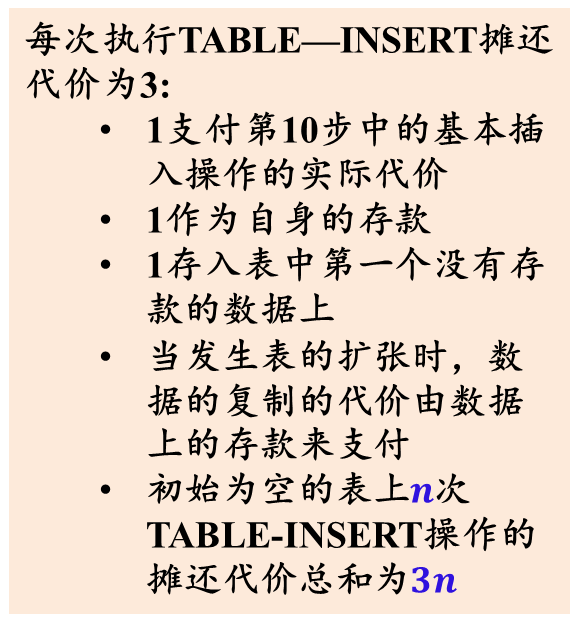 每次执行TABLE—INSERT摊还
代价为3:
• 1支付第10步中的基本插
入操作的实际代价
• 1作为自身的存款
• 1存入表中第一个没有存
款的数据上
• 当发生表的扩张时，数
据的复制的代价由数据
上的存款来支付
• 初始为空的表上n次
TABLE-INSERT操作的
摊还代价总和为3n